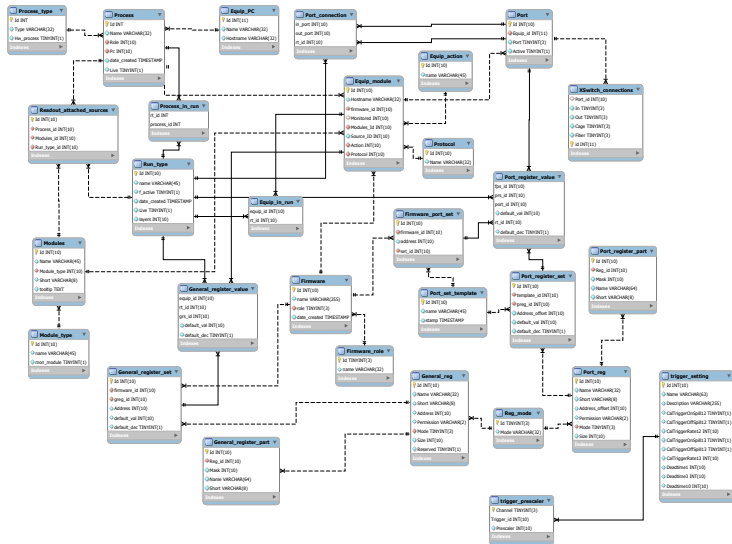 Process_type
Id INT
Type VARCHAR(32)
Hw_process TINYINT(1)
Indexes
Process
Id INT
Name VARCHAR(32)
Role INT(10)
Pc INT(10)
date_created TIMESTAMP
Live TINYINT(1)
Indexes
Equip_PC
Id INT(11)
Name VARCHAR(32)
Hostname VARCHAR(32)
Indexes
Port_connection
in_port INT(10)
out_port INT(10)
rt_id INT(10)
Indexes
Port
Id INT(10)
Equip_id INT(11)
Port TINYINT(3)
Active TINYINT(1)
Indexes
Equip_action
Id INT(10)
name VARCHAR(45)
Indexes
Equip_module
Id INT(10)
Hostname VARCHAR(32)
firmware_id INT(10)
Monitored INT(10)
Modules_id INT(10)
Source_ID INT(10)
Action INT(10)
Protocol INT(10)
Indexes
XSwitch_connections
Port_id INT(10)
In TINYINT(3)
Out TINYINT(3)
Cage TINYINT(3)
Fiber TINYINT(3)
id INT(11)
Indexes
Readout_attached_sources
Id INT(10)
Process_id INT(10)
Modules_id INT(10)
Run_type_id INT(10)
Indexes
Process_in_run
rt_id INT
process_id INT
Indexes
Protocol
Id INT(10)
Name VARCHAR(32)
Indexes
Run_type
Id INT(10)
name VARCHAR(45)
f_active TINYINT(1)
date_created TIMESTAMP
Live TINYINT(1)
layers INT(10)
Indexes
Equip_in_run
equip_id INT(10)
rt_id INT(10)
Indexes
Port_register_value
fps_id INT(10)
prs_id INT(10)
port_id INT(10)
default_val INT(10)
rt_id INT(10)
default_dec TINYINT(1)
Indexes
Firmware_port_set
Id INT(10)
firmware_id INT(10)
address INT(10)
Port_id INT(10)
Indexes
Modules
Id INT(10)
Name VARCHAR(45)
Module_type INT(10)
Short VARCHAR(8)
tooltip TEXT
Indexes
General_register_value
equip_id INT(10)
rt_id INT(10)
grs_id INT(10)
default_val INT(10)
default_dec TINYINT(1)
Indexes
Firmware
Id INT(10)
name VARCHAR(255)
role TINYINT(3)
date_created TIMESTAMP
Indexes
Port_set_template
Id INT(10)
name VARCHAR(45)
stamp TIMESTAMP
Indexes
Port_register_set
Id INT(10)
template_id INT(10)
preg_id INT(10)
Address_offset INT(10)
default_val INT(10)
default_dec TINYINT(1)
Indexes
Port_register_part
Id INT(10)
Reg_id INT(10)
Mask INT(10)
Name VARCHAR(64)
Short VARCHAR(8)
Indexes
Module_type
Id INT(10)
name VARCHAR(45)
mon_module TINYINT(1)
Indexes
General_register_set
Id INT(10)
firmware_id INT(10)
greg_id INT(10)
Address INT(10)
default_val INT(10)
default_dec TINYINT(1)
Indexes
Firmware_role
Id TINYINT(3)
name VARCHAR(32)
Indexes
General_reg
Id INT(10)
Name VARCHAR(32)
Short VARCHAR(8)
Address INT(10)
Permission VARCHAR(2)
Mode TINYINT(3)
Size INT(10)
Reserved TINYINT(1)
Indexes
Reg_mode
Id TINYINT(3)
Mode VARCHAR(32)
Indexes
Port_reg
Id INT(10)
Name VARCHAR(32)
Short VARCHAR(8)
Address_offset INT(10)
Permission VARCHAR(2)
Mode TINYINT(3)
Size INT(10)
Indexes
trigger_setting
Id INT(10)
Name VARCHAR(63)
Description VARCHAR(255)
CalTriggerOnSpill2 TINYINT(1)
CalTriggerOffSpill2 TINYINT(1)
CalTriggerRates2 INT(10)
CalTriggerOnSpill3 TINYINT(1)
CalTriggerOffSpill3 TINYINT(1)
CalTriggerRates3 INT(10)
Deadtime1 INT(10)
Deadtime2 INT(10)
Deadtime3 INT(10)
Indexes
General_register_part
Id INT(10)
Reg_id INT(10)
Mask INT(10)
Name VARCHAR(64)
Short VARCHAR(8)
Indexes
trigger_prescaler
Channel TINYINT(3)
Trigger_id INT(10)
Prescaler INT(10)
Indexes